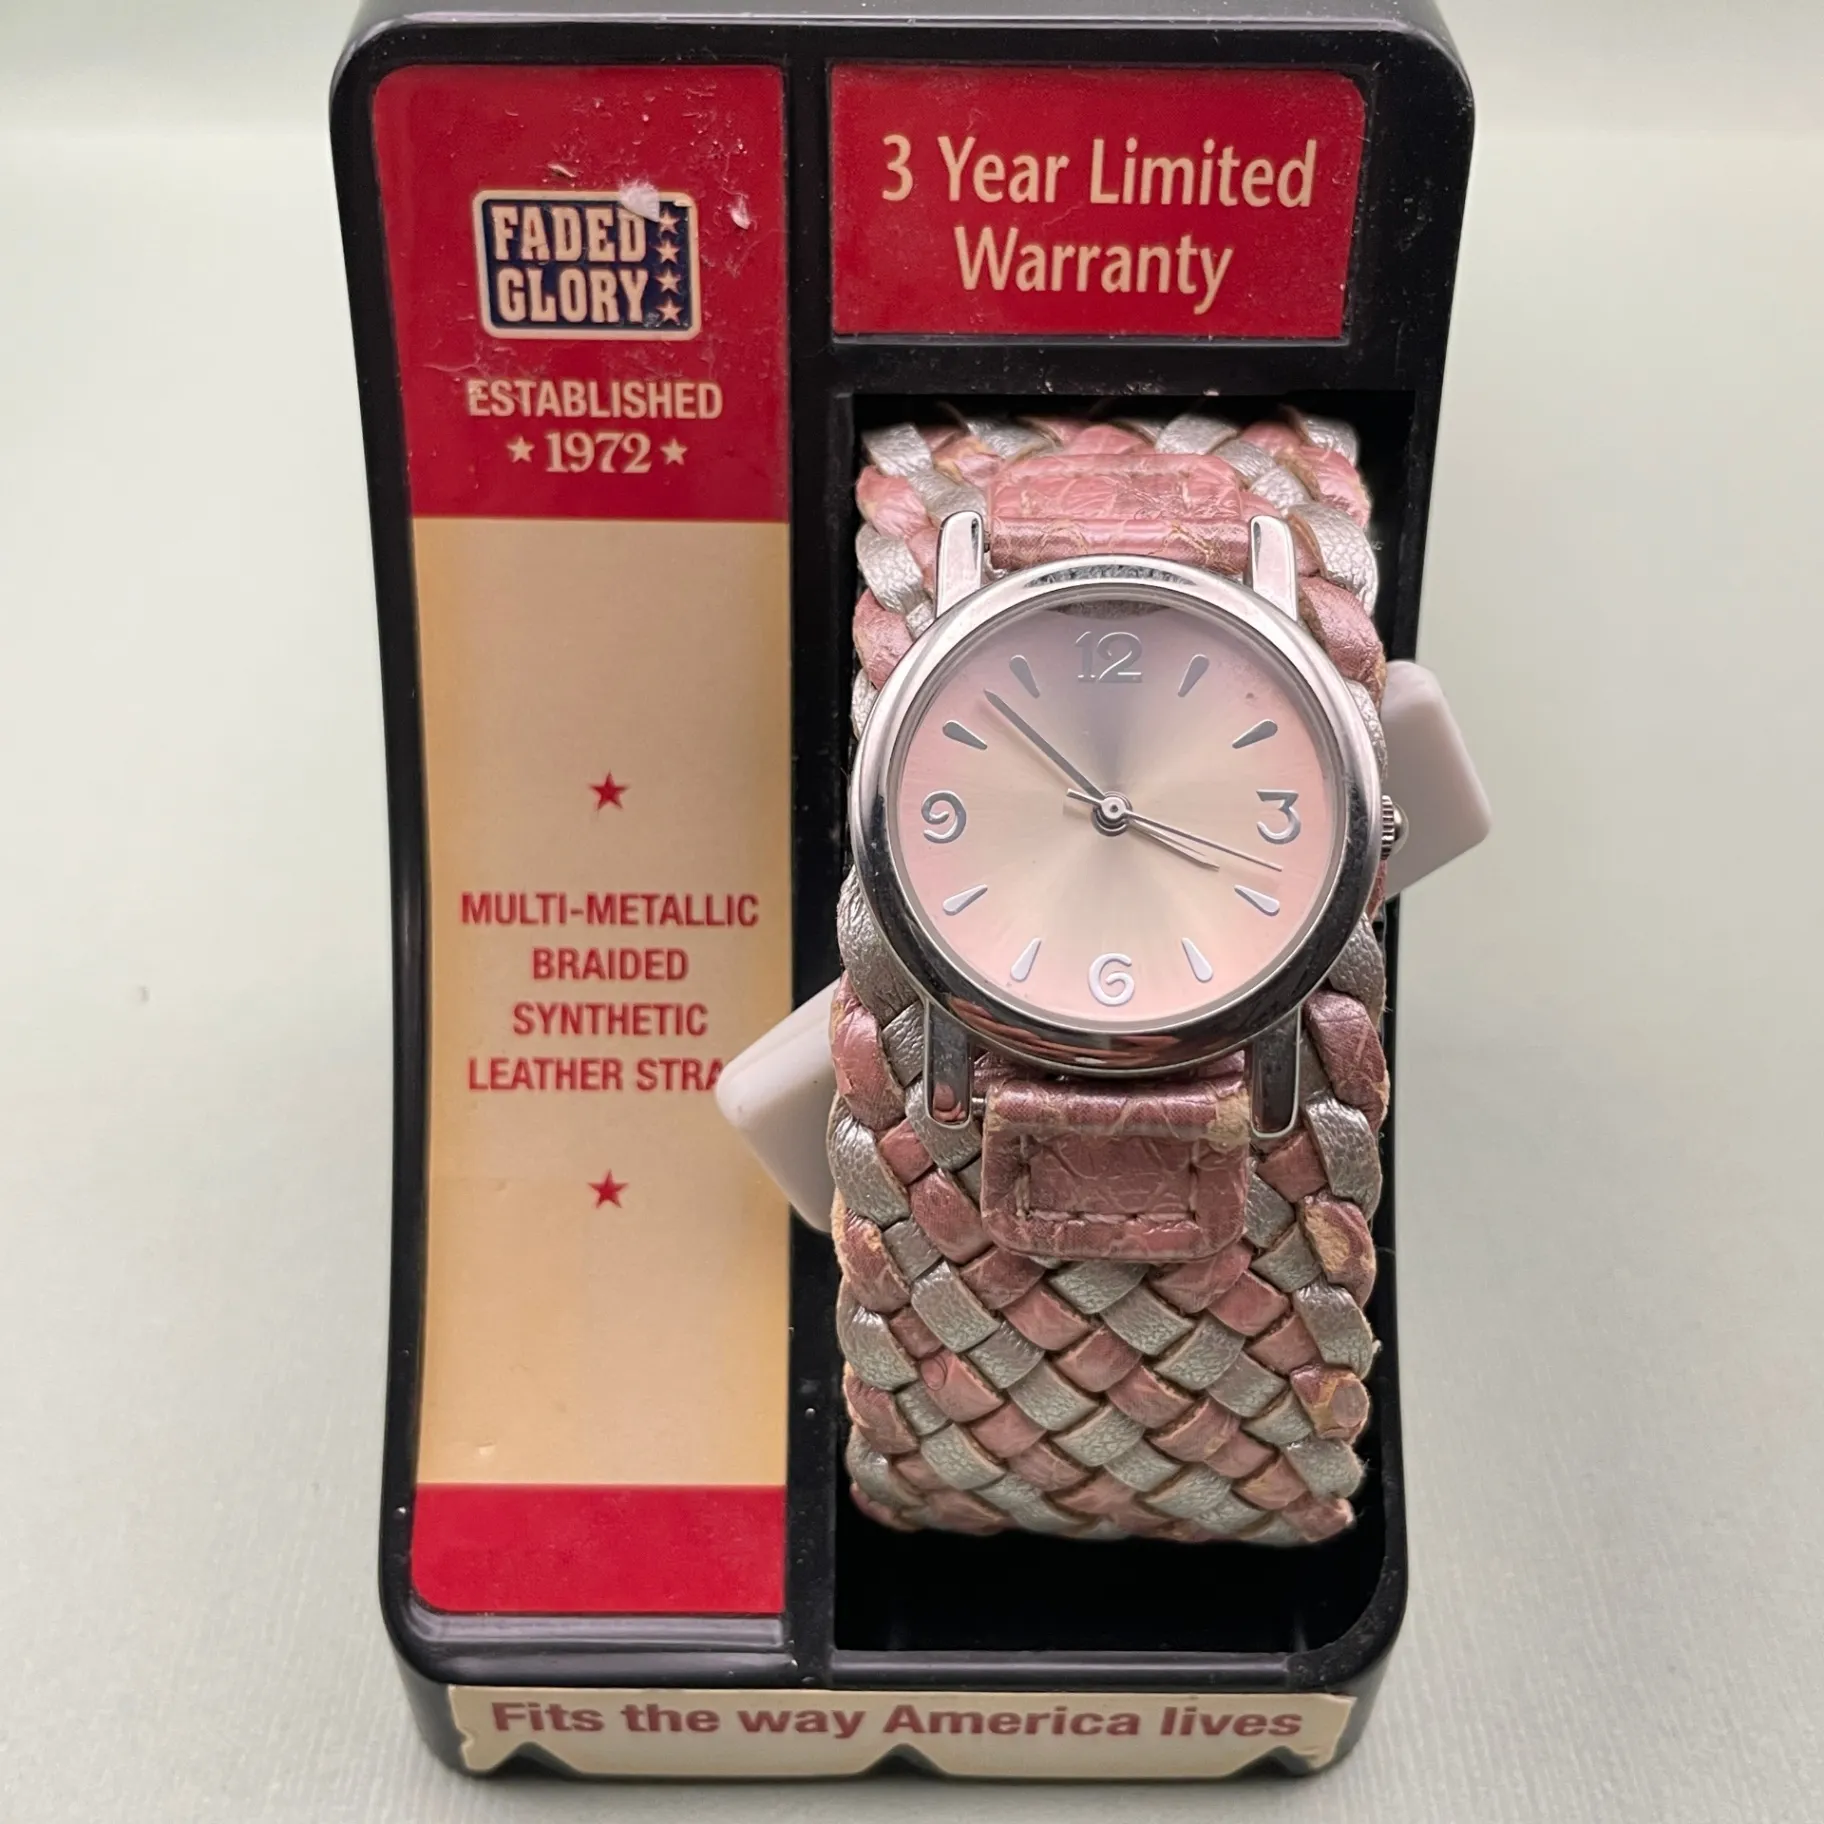 FADED
GLORY
ESTABLISHED
1972
MULTI-METALLIC
BRAIDED
SYNTHETIC
LEATHER STRA
3 Year Limited
Warranty
12
9
3
6
Fits the way America lives